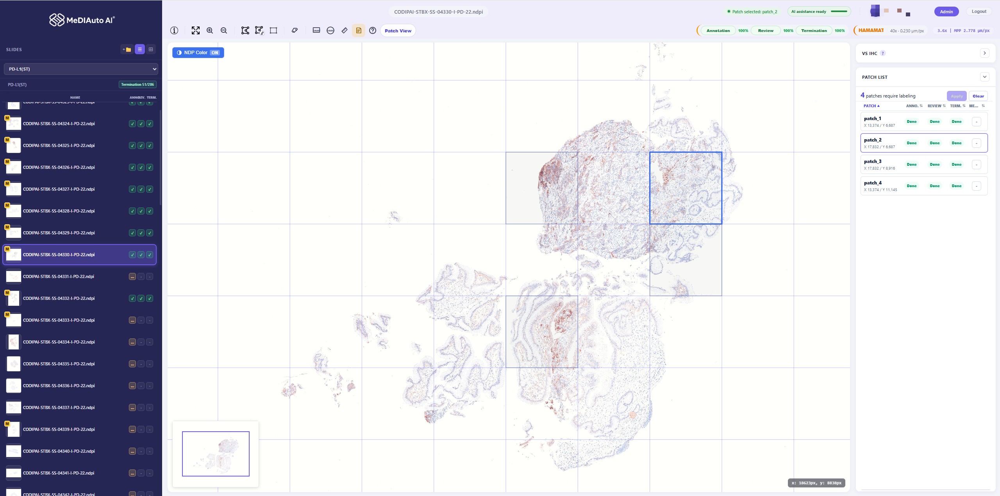 MeDIAuto AI®
CODIPAI-STBX-SS-04330-I-PD-22.ndpi
Patch selected: patch_2
AI assistance ready
Admin
Logout
Patch View
Annotation 100% Review 100% Termination 100%
HAMAMAT
40x · 0.230 µm/px
3.6x | MPP 2.778 µm/px
SLIDES
PD-L1(ST)
PD-L1(ST)
Termination 51/286
NAME REV. TERM.
M
CODIPAI-STBX-SS-04324-I-PD-22.ndpi
M
CODIPAI-STBX-SS-04325-I-PD-22.ndpi
M
CODIPAI-STBX-SS-04326-I-PD-22.ndpi
M
CODIPAI-STBX-SS-04327-I-PD-22.ndpi
M
CODIPAI-STBX-SS-04328-I-PD-22.ndpi
M
CODIPAI-STBX-SS-04329-I-PD-22.ndpi
M
CODIPAI-STBX-SS-04330-I-PD-22.ndpi
CODIPAI-STBX-SS-04331-I-PD-22.ndpi ... - -
M
CODIPAI-STBX-SS-04332-I-PD-22.ndpi
M
CODIPAI-STBX-SS-04333-I-PD-22.ndpi ... - -
CODIPAI-STBX-SS-04334-I-PD-22.ndpi ... - -
CODIPAI-STBX-SS-04335-I-PD-22.ndpi ... - -
CODIPAI-STBX-SS-04336-I-PD-22.ndpi ... - -
CODIPAI-STBX-SS-04337-I-PD-22.ndpi ... - -
M
CODIPAI-STBX-SS-04339-I-PD-22.ndpi ... - -
CODIPAI-STBX-SS-04340-I-PD-22.ndpi ... - -
CODIPAI-STBX-SS-04341-I-PD-22.ndpi ... - -
CODIPAI-STBX-SS-04342-I-PD-22.ndpi
NDP Color ON
x: 18623px, y: 8838px
VS IHC ?
PATCH LIST
4 patches require labeling
Apply
Clear
PATCH ANNO. REVIEW TERM. ME...
patch_1
X 13,374 / Y 6,687
Done Done Done -
patch_2
X 17,832 / Y 6,687
Done Done Done -
patch_3
X 17,832 / Y 8,916
Done Done Done -
patch_4
X 13,374 / Y 11,145
Done Done Done -